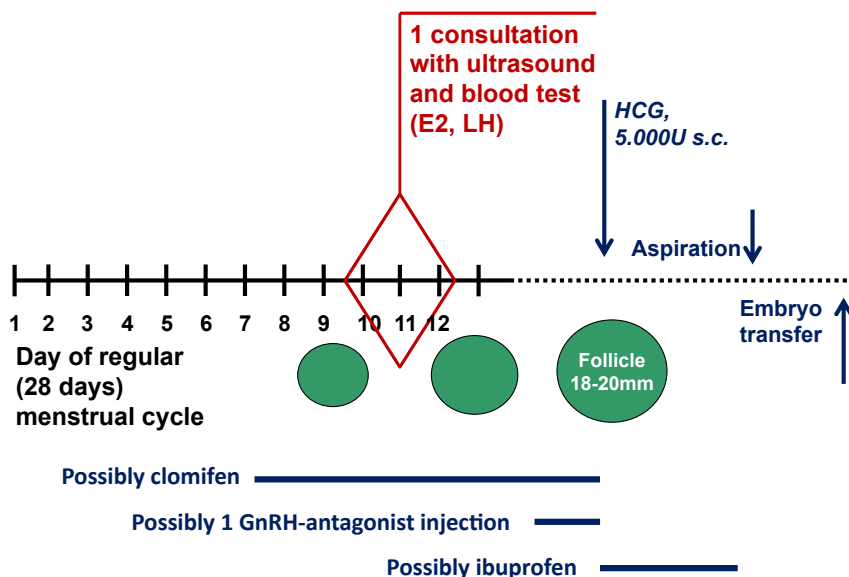 1 consultation
with ultrasound
and blood test
(E2, LH)
HCG,
5.000U s.c.
Aspiration
1 2 3 4 5 6 7 8 9 10 11 12
Embryo
transfer
Day of regular
(28 days)
menstrual cycle
Follicle
18-20mm
Possibly clomifen
Possibly 1 GnRH-antagonist injection
Possibly ibuprofen